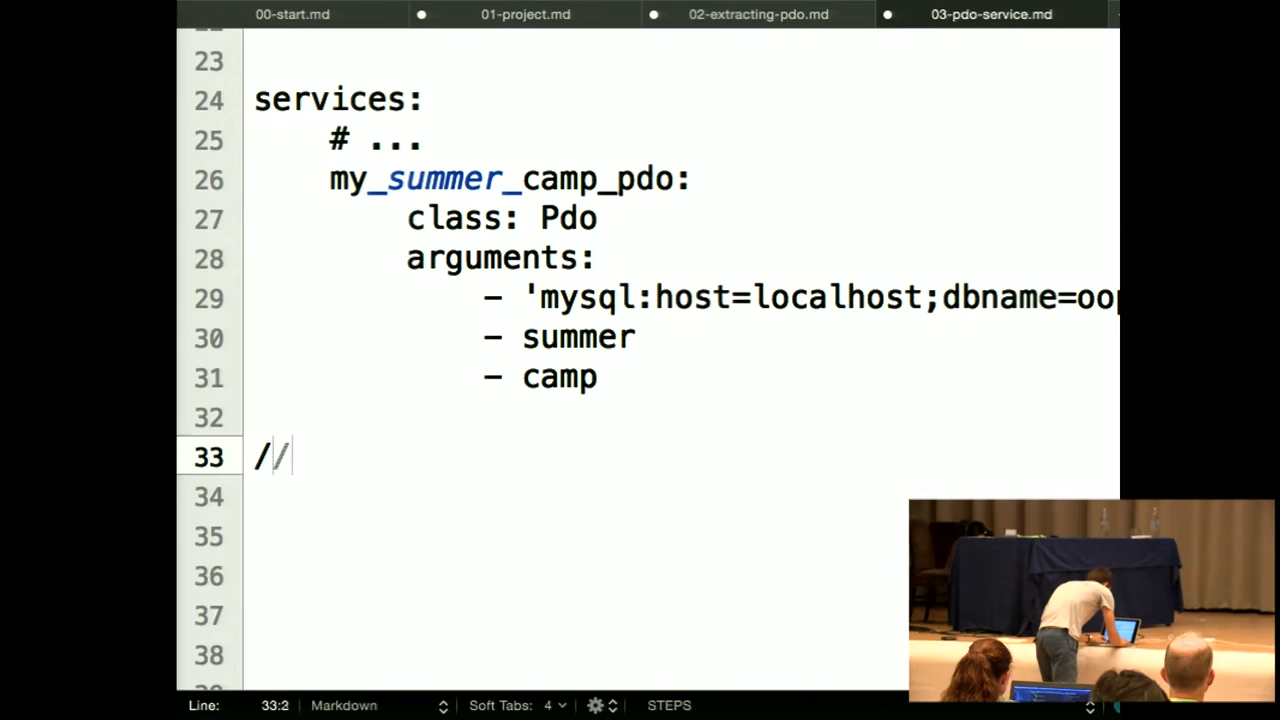 00-start.md
01-project.md
02-extracting-pdo.md
03-pdo-service.md
23
24 services:
25 # ...
26 my_summer_camp_pdo:
27 class: Pdo
28 arguments:
29 - 'mysql:host=localhost;dbname=oo
30 - summer
31 - camp
32
33 //
34
35
36
37
38
Line: 33:2 Markdown Soft Tabs: 4 STEPS